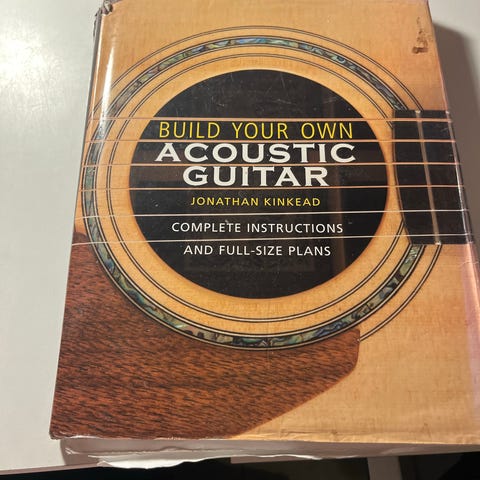 BUILD YOUR OWN
ACOUSTIC
GUITAR
JONATHAN KINKEAD
COMPLETE INSTRUCTIONS
AND FULL-SIZE PLANS